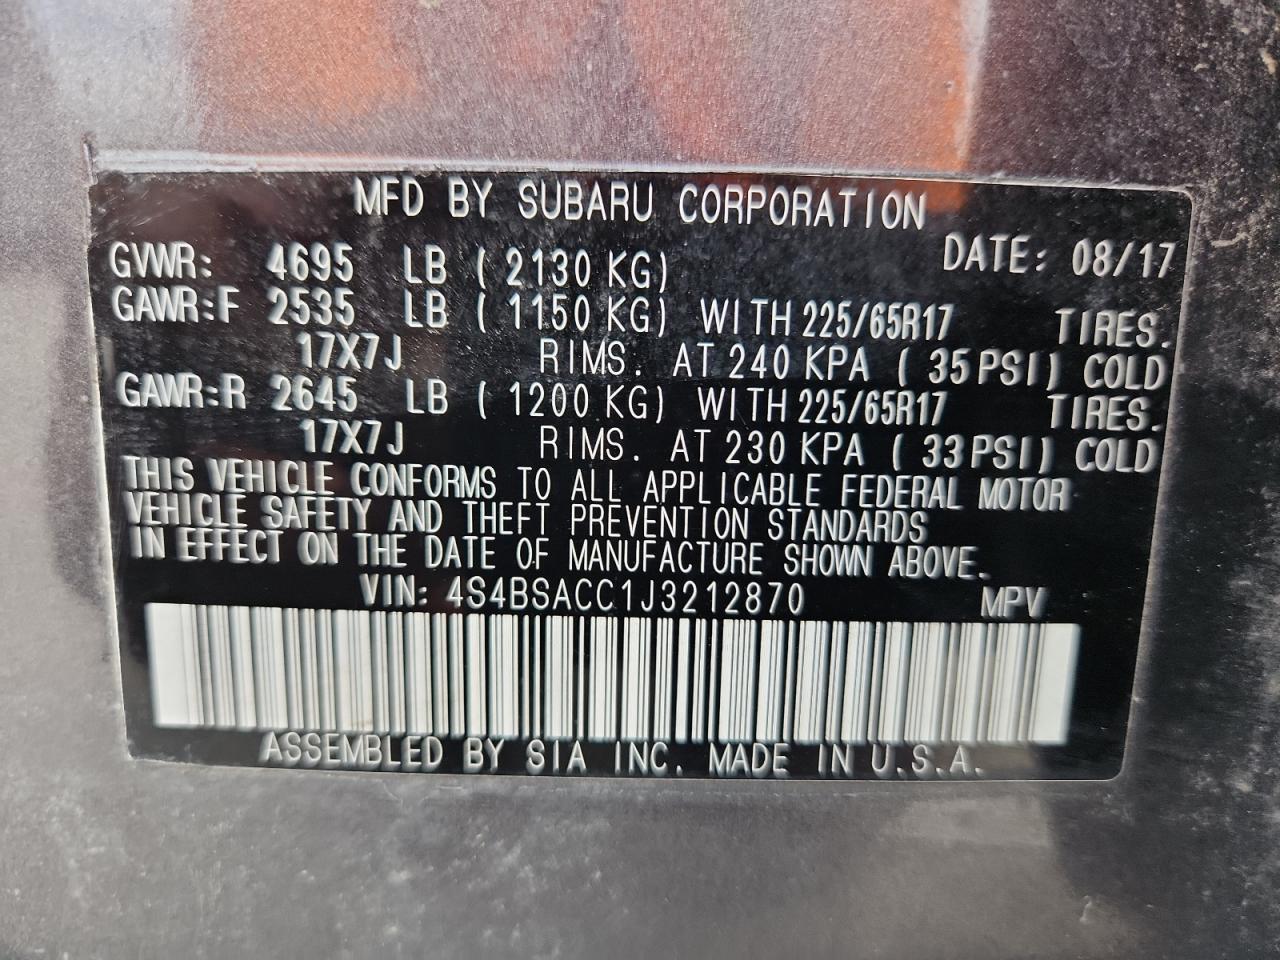 MFD BY SUBARU CORPORATION
GVWR: 4695 LB ( 2130 KG) DATE: 08/17
GAWR:F 2535 LB ( 1150 KG) WITH 225/65R17 TIRES.
17X7J RIMS. AT 240 KPA ( 35 PSI) COLD
GAWR:R 2645 LB ( 1200 KG) WITH 225/65R17 TIRES.
17X7J RIMS. AT 230 KPA ( 33 PSI) COLD
THIS VEHICLE CONFORMS TO ALL APPLICABLE FEDERAL MOTOR
VEHICLE SAFETY AND THEFT PREVENTION STANDARDS
IN EFFECT ON THE DATE OF MANUFACTURE SHOWN ABOVE.
VIN: 4S4BSACC1J3212870 MPV
ASSEMBLED BY SIA INC. MADE IN U.S.A.